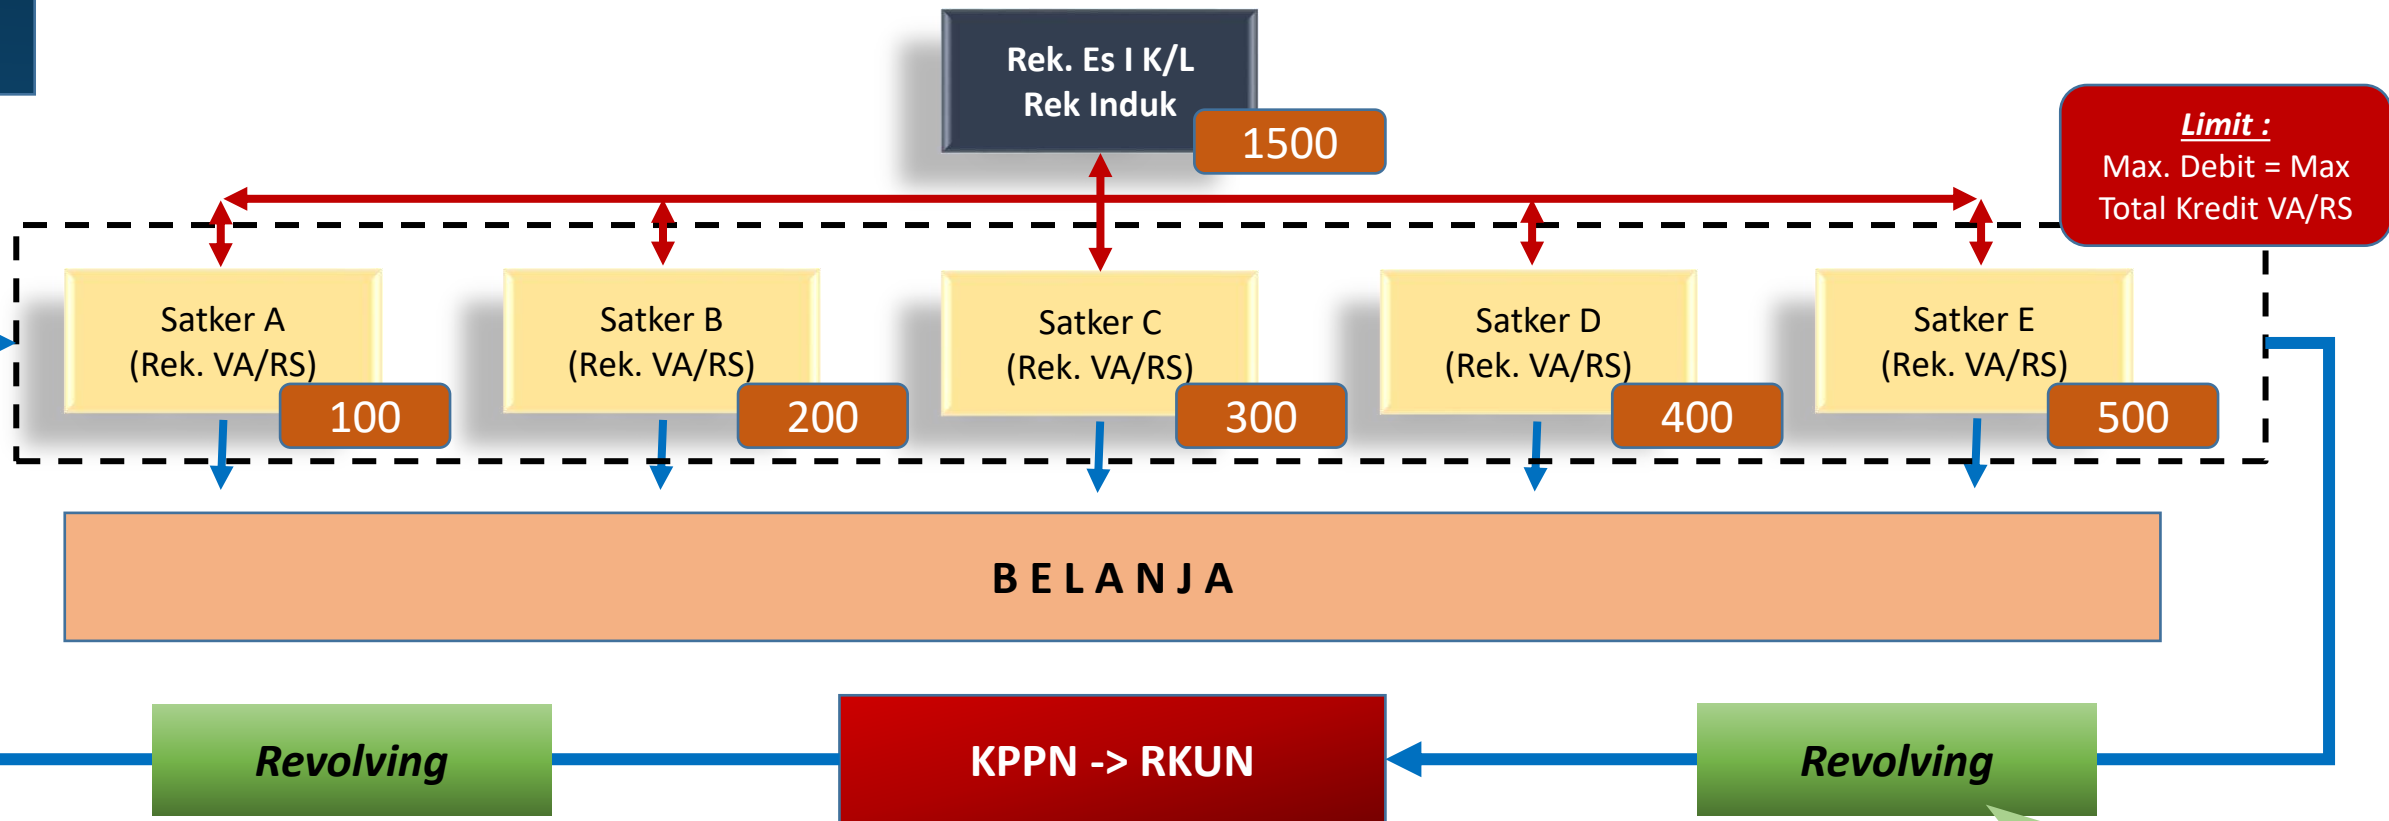 Rek. Es I K/L
Rek Induk
1500
Limit :
Max. Debit = Max
Total Kredit VA/RS
Satker A
(Rek. VA/RS)
100
Satker B
(Rek. VA/RS)
200
Satker C
(Rek. VA/RS)
300
Satker D
(Rek. VA/RS)
400
Satker E
(Rek. VA/RS)
500
B E L A N J A
Revolving
KPPN -> RKUN
Revolving